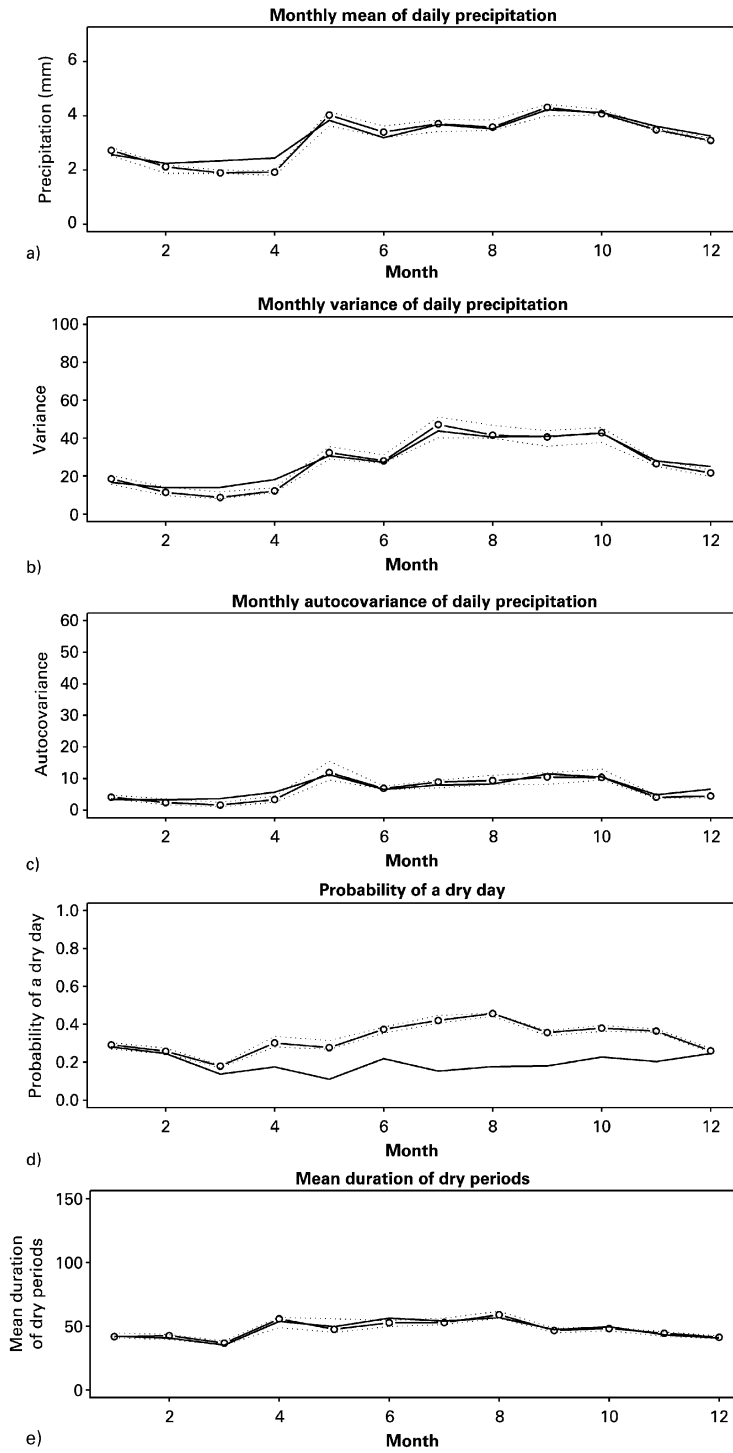 Monthly mean of daily precipitation
Precipitation (mm)
6
4
2
0
2 4 6 8 10 12
Month
a)
Monthly variance of daily precipitation
Variance
100
80
60
40
20
0
2 4 6 8 10 12
Month
b)
Monthly autocovariance of daily precipitation
Autocovariance
60
50
40
30
20
10
0
2 4 6 8 10 12
Month
c)
Probability of a dry day
Probability of a dry day
1.0
0.8
0.6
0.4
0.2
0.0
2 4 6 8 10 12
Month
d)
Mean duration of dry periods
Mean duration
of dry periods
150
100
50
0
2 4 6 8 10 12
Month
e)